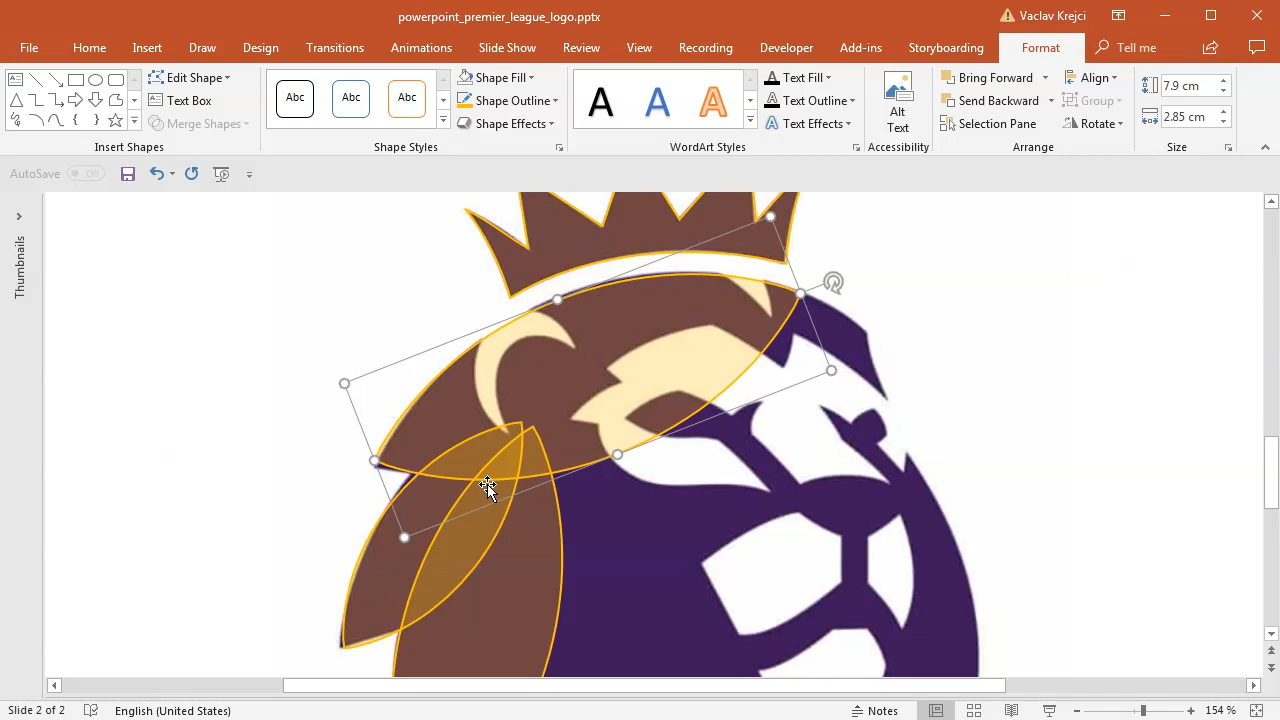 powerpoint_premier_league_logo.pptx
Vaclav Krejci
File Home Insert Draw Design Transitions Animations Slide Show Review View Recording Developer Add-ins Storyboarding Format Tell me
Edit Shape
Text Box
Merge Shapes
Insert Shapes
Abc Abc Abc
Shape Fill
Shape Outline
Shape Effects
Shape Styles
A A A
Text Fill
Text Outline
Text Effects
WordArt Styles
Alt
Text
Accessibility
Bring Forward
Send Backward
Selection Pane
Align
Group
Rotate
Arrange
7.9 cm
2.85 cm
Size
AutoSave Off
Thumbnails
Slide 2 of 2 English (United States) Notes 154 %